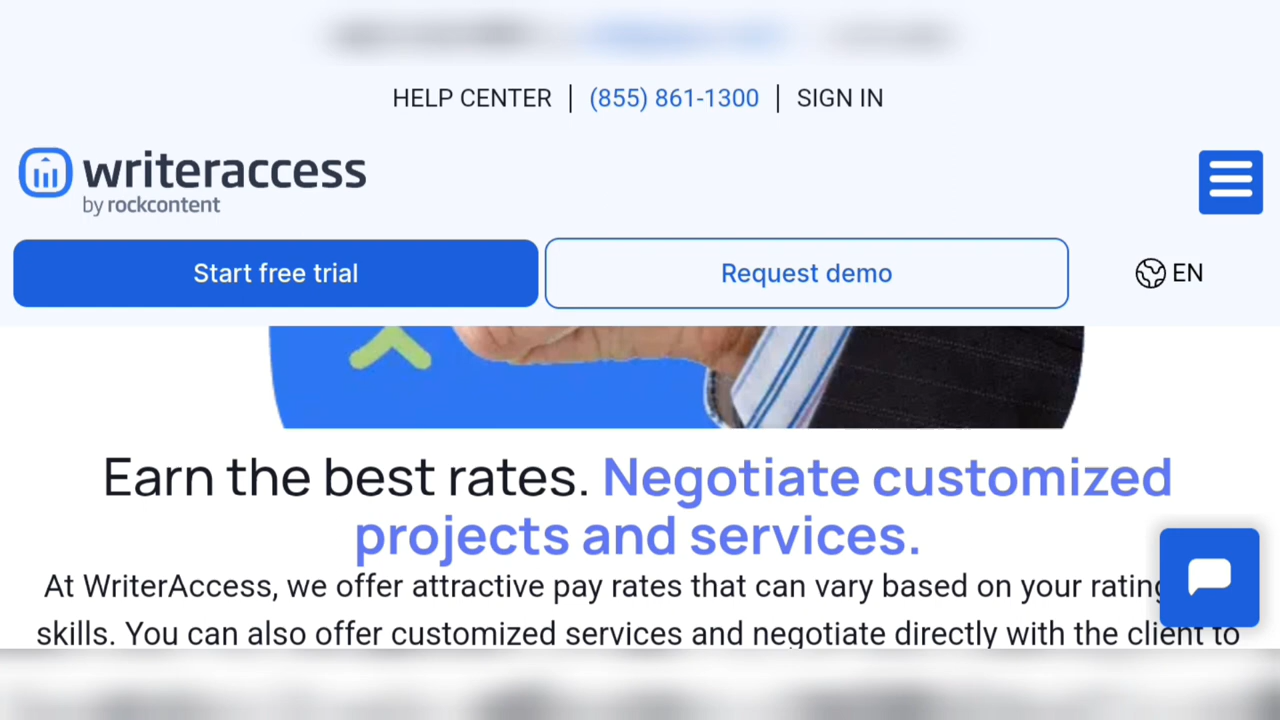 HELP CENTER | (855) 861-1300 | SIGN IN
writeraccess
by rockcontent
Start free trial
Request demo
EN
Earn the best rates. Negotiate customized
projects and services.
At WriterAccess, we offer attractive pay rates that can vary based on your rating
skills. You can also offer customized services and negotiate directly with the client to